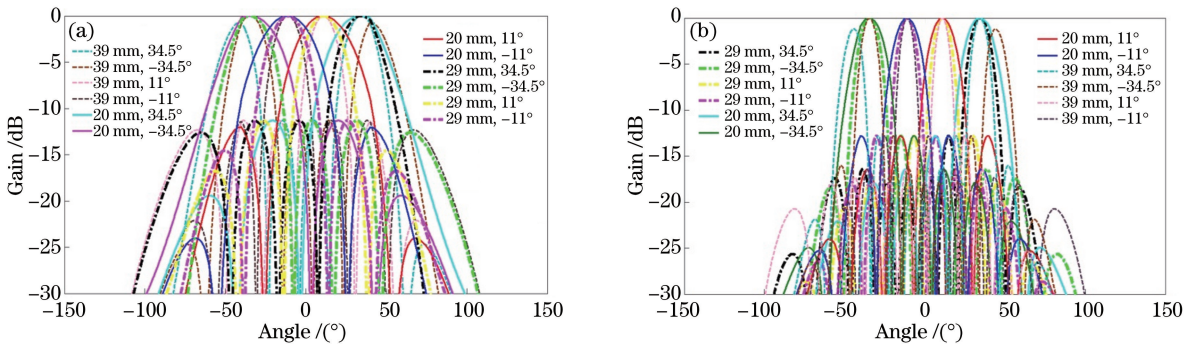 (a)
0
−5
−10
−15
−20
−25
−30
Gain /dB
39 mm, 34.5°
39 mm, −34.5°
39 mm, 11°
39 mm, −11°
20 mm, 34.5°
20 mm, −34.5°
20 mm, 11°
20 mm, −11°
29 mm, 34.5°
29 mm, −34.5°
29 mm, 11°
29 mm, −11°
−150 −100 −50 0 50 100 150
Angle /(°)
(b)
0
−5
−10
−15
−20
−25
−30
Gain /dB
29 mm, 34.5°
29 mm, −34.5°
29 mm, 11°
29 mm, −11°
20 mm, 34.5°
20 mm, −34.5°
20 mm, 11°
20 mm, −11°
39 mm, 34.5°
39 mm, −34.5°
39 mm, 11°
39 mm, −11°
−150 −100 −50 0 50 100 150
Angle /(°)